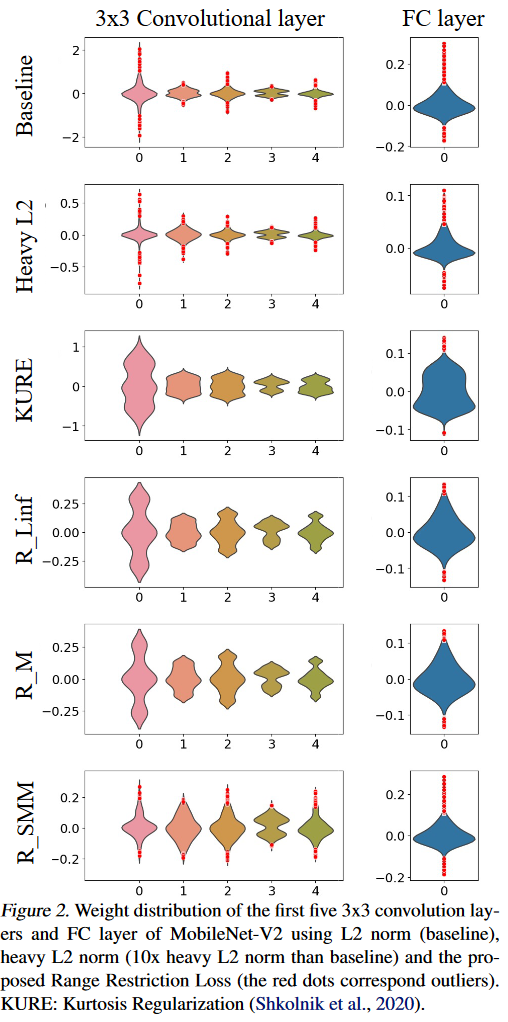 3x3 Convolutional layer FC layer
Baseline
2
0
−2
0 1 2 3 4
0.2
0.0
−0.2
0
Heavy L2
0.5
0.0
−0.5
0 1 2 3 4
0.1
0.0
0
KURE
1
0
−1
0 1 2 3 4
0.1
0.0
−0.1
0
R_Linf
0.25
0.00
−0.25
0 1 2 3 4
0.1
0.0
−0.1
0
R_M
0.25
0.00
−0.25
0 1 2 3 4
0.1
0.0
−0.1
0
R_SMM
0.2
0.0
−0.2
0 1 2 3 4
0.2
0.0
−0.2
0
Figure 2. Weight distribution of the first five 3x3 convolution lay-
ers and FC layer of MobileNet-V2 using L2 norm (baseline),
heavy L2 norm (10x heavy L2 norm than baseline) and the pro-
posed Range Restriction Loss (the red dots correspond outliers).
KURE: Kurtosis Regularization (Shkolnik et al., 2020).